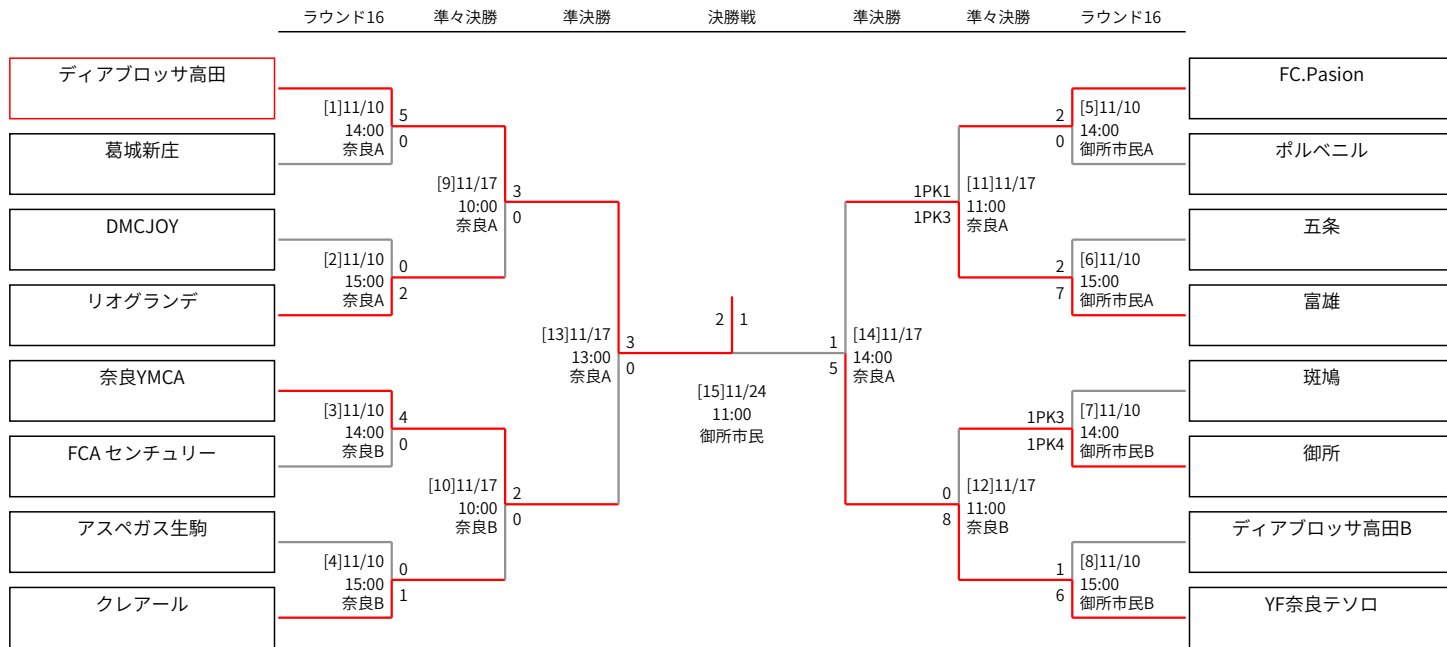 ラウンド16
準々決勝
準決勝
決勝戦
準決勝
準々決勝
ラウンド16
ディアブロッサ高田
葛城新庄
DMCJOY
リオグランデ
奈良YMCA
FCA センチュリー
アスペガス生駒
クレアール
[1]11/10
14:00
奈良A
5
0
[2]11/10
15:00
奈良A
0
2
[3]11/10
14:00
奈良B
4
0
[4]11/10
15:00
奈良B
0
1
[9]11/17
10:00
奈良A
3
0
[10]11/17
10:00
奈良B
2
0
[13]11/17
13:00
奈良A
3
0
2
1
[15]11/24
11:00
御所市民
1
5
[14]11/17
14:00
奈良A
1PK1
1PK3
[11]11/17
11:00
奈良A
0
8
[12]11/17
11:00
奈良B
2
0
[5]11/10
14:00
御所市民A
2
7
[6]11/10
15:00
御所市民A
1PK3
1PK4
[7]11/10
14:00
御所市民B
1
6
[8]11/10
15:00
御所市民B
FC.Pasion
ポルベニル
五条
富雄
斑鳩
御所
ディアブロッサ高田B
YF奈良テソロ